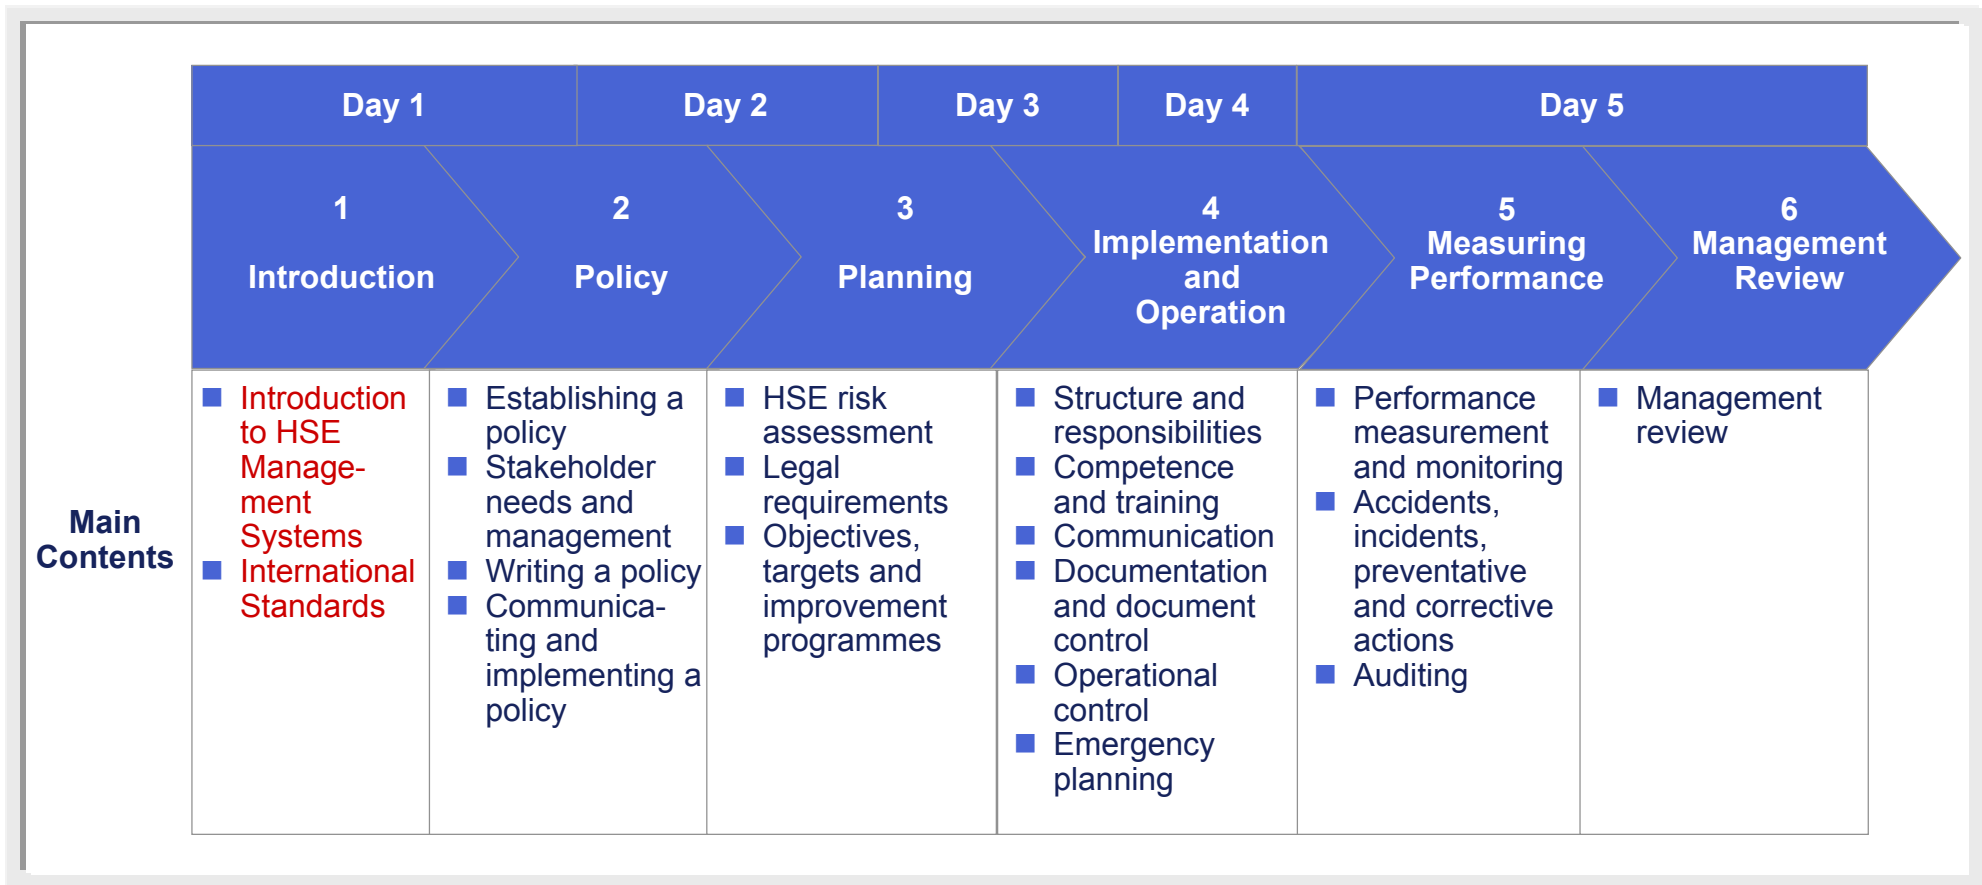 Day 1
Day 2
Day 3
Day 4
Day 5
1
Introduction
2
Policy
3
Planning
4
Implementation
and
Operation
5
Measuring
Performance
6
Management
Review
Main
Contents
Introduction
to HSE
Manage-
ment
Systems
International
Standards
Establishing a
policy
Stakeholder
needs and
management
Writing a policy
Communica-
ting and
implementing a
policy
HSE risk
assessment
Legal
requirements
Objectives,
targets and
improvement
programmes
Structure and
responsibilities
Competence
and training
Communication
Documentation
and document
control
Operational
control
Emergency
planning
Performance
measurement
and monitoring
Accidents,
incidents,
preventative
and corrective
actions
Auditing
Management
review